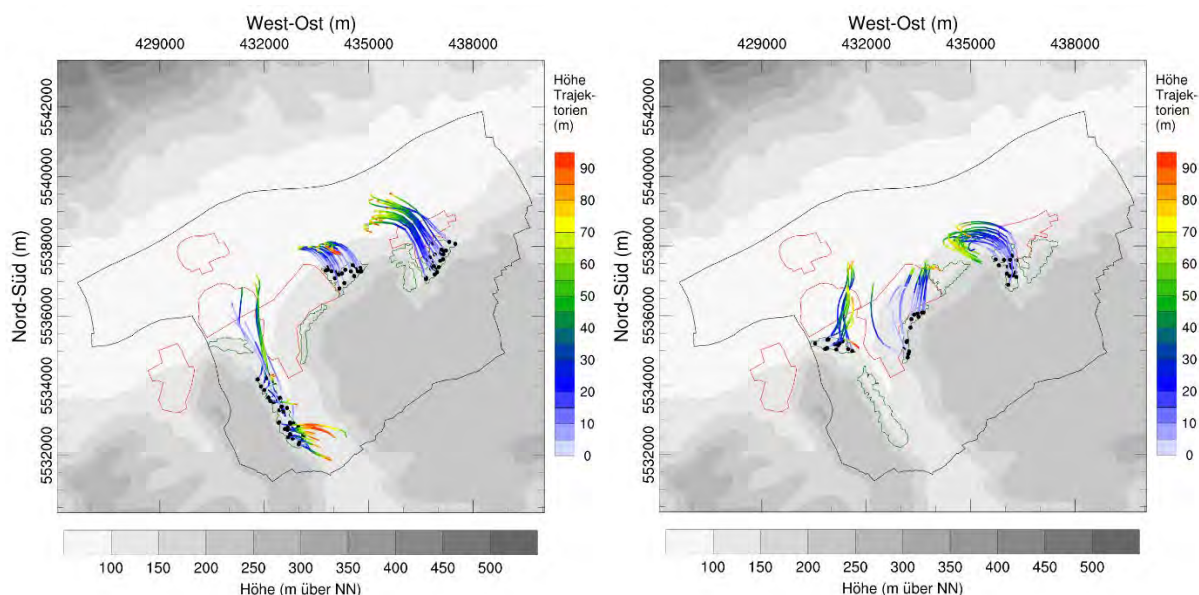 West-Ost (m)
429000 432000 435000 438000
Nord-Süd (m)
5542000
5540000
5538000
5536000
5534000
5532000
Höhe
Trajek-
torien
(m)
90
80
70
60
50
40
30
20
10
0
100 150 200 250 300 350 400 450 500
Höhe (m über NN)
West-Ost (m)
429000 432000 435000 438000
Nord-Süd (m)
5542000
5540000
5538000
5536000
5534000
5532000
Höhe
Trajek-
torien
(m)
90
80
70
60
50
40
30
20
10
0
100 150 200 250 300 350 400 450 500
Höhe (m über NN)